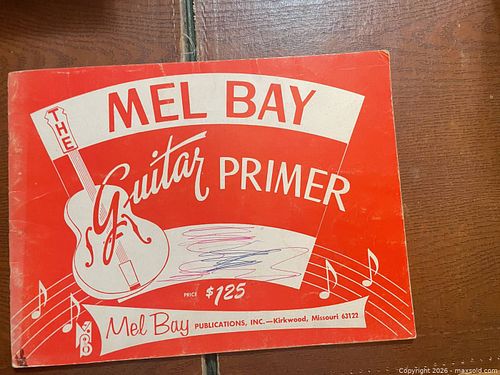 MEL BAY
THE
Guitar PRIMER
PRICE $1.25
Mel Bay PUBLICATIONS, INC.—Kirkwood, Missouri 63122
Copyright 2026 - maxsold.com